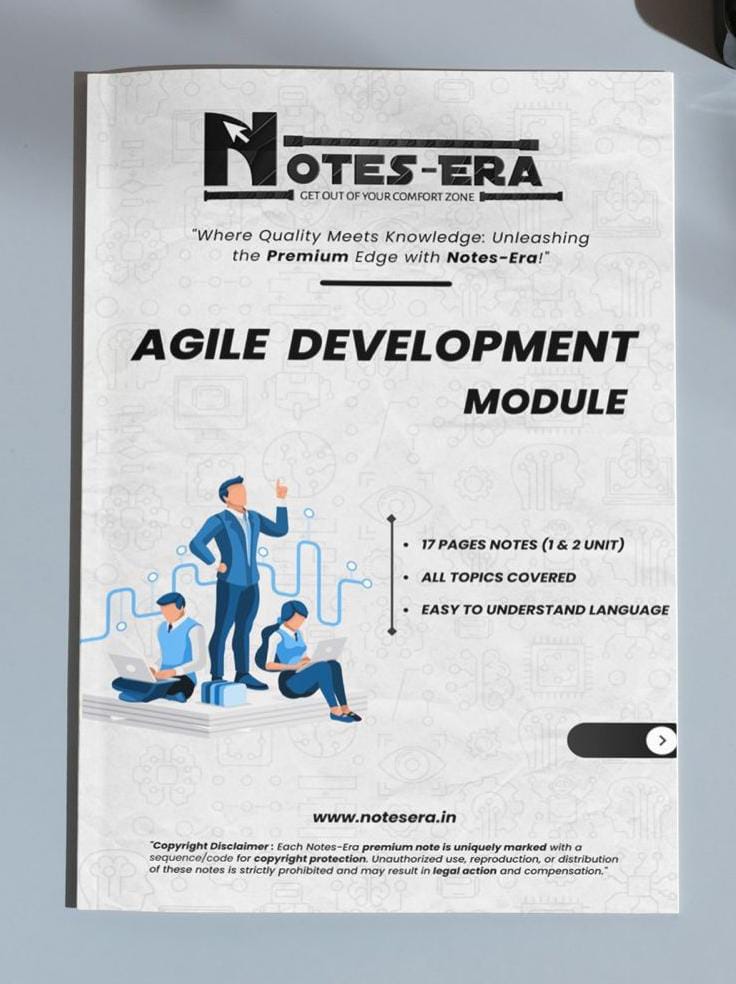 NOTES-ERA
GET OUT OF YOUR COMFORT ZONE
"Where Quality Meets Knowledge: Unleashing
the Premium Edge with Notes-Era!"
AGILE DEVELOPMENT
MODULE
• 17 PAGES NOTES (1 & 2 UNIT)
• ALL TOPICS COVERED
• EASY TO UNDERSTAND LANGUAGE
www.notesera.in
"Copyright Disclaimer : Each Notes-Era premium note is uniquely marked with a
sequence/code for copyright protection. Unauthorized use, reproduction, or distribution
of these notes is strictly prohibited and may result in legal action and compensation."